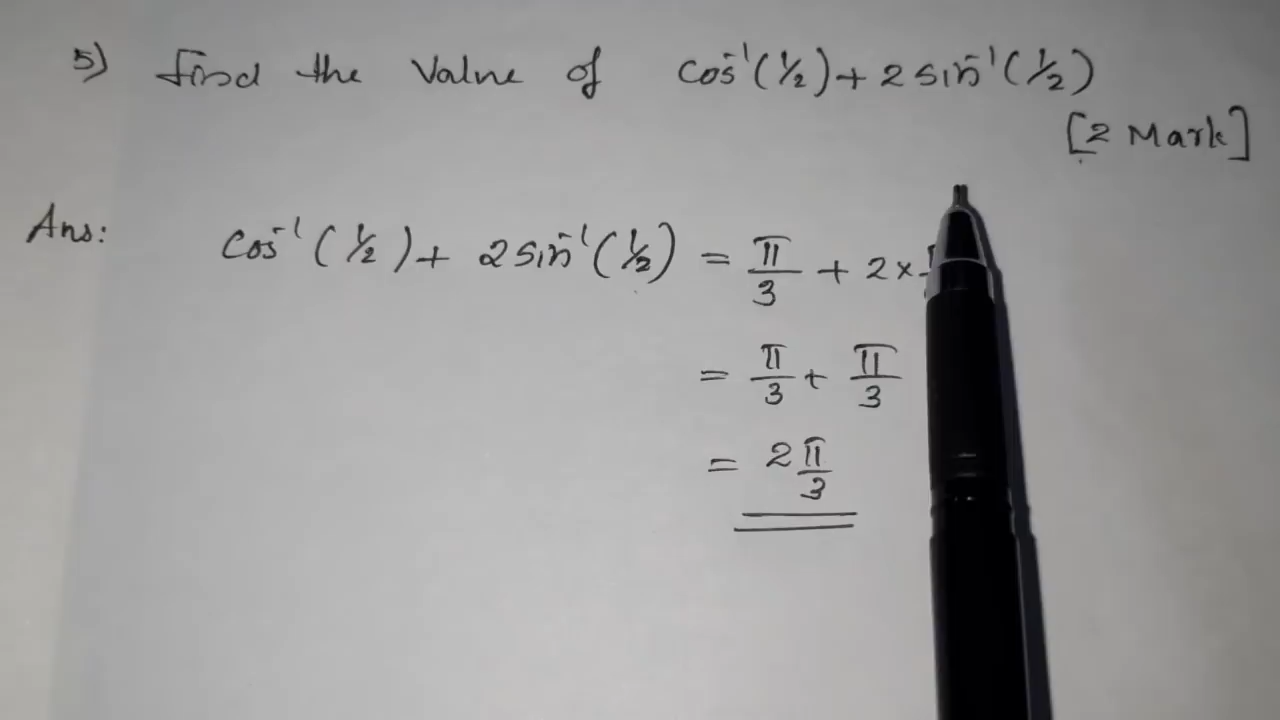 5) Find the Value of cos⁻¹(1/2) + 2 sin⁻¹(1/2)
[2 Mark]
Ans: cos⁻¹(1/2) + 2 sin⁻¹(1/2) = π/3 + 2 ×
= π/3 + π/3
= 2 π/3